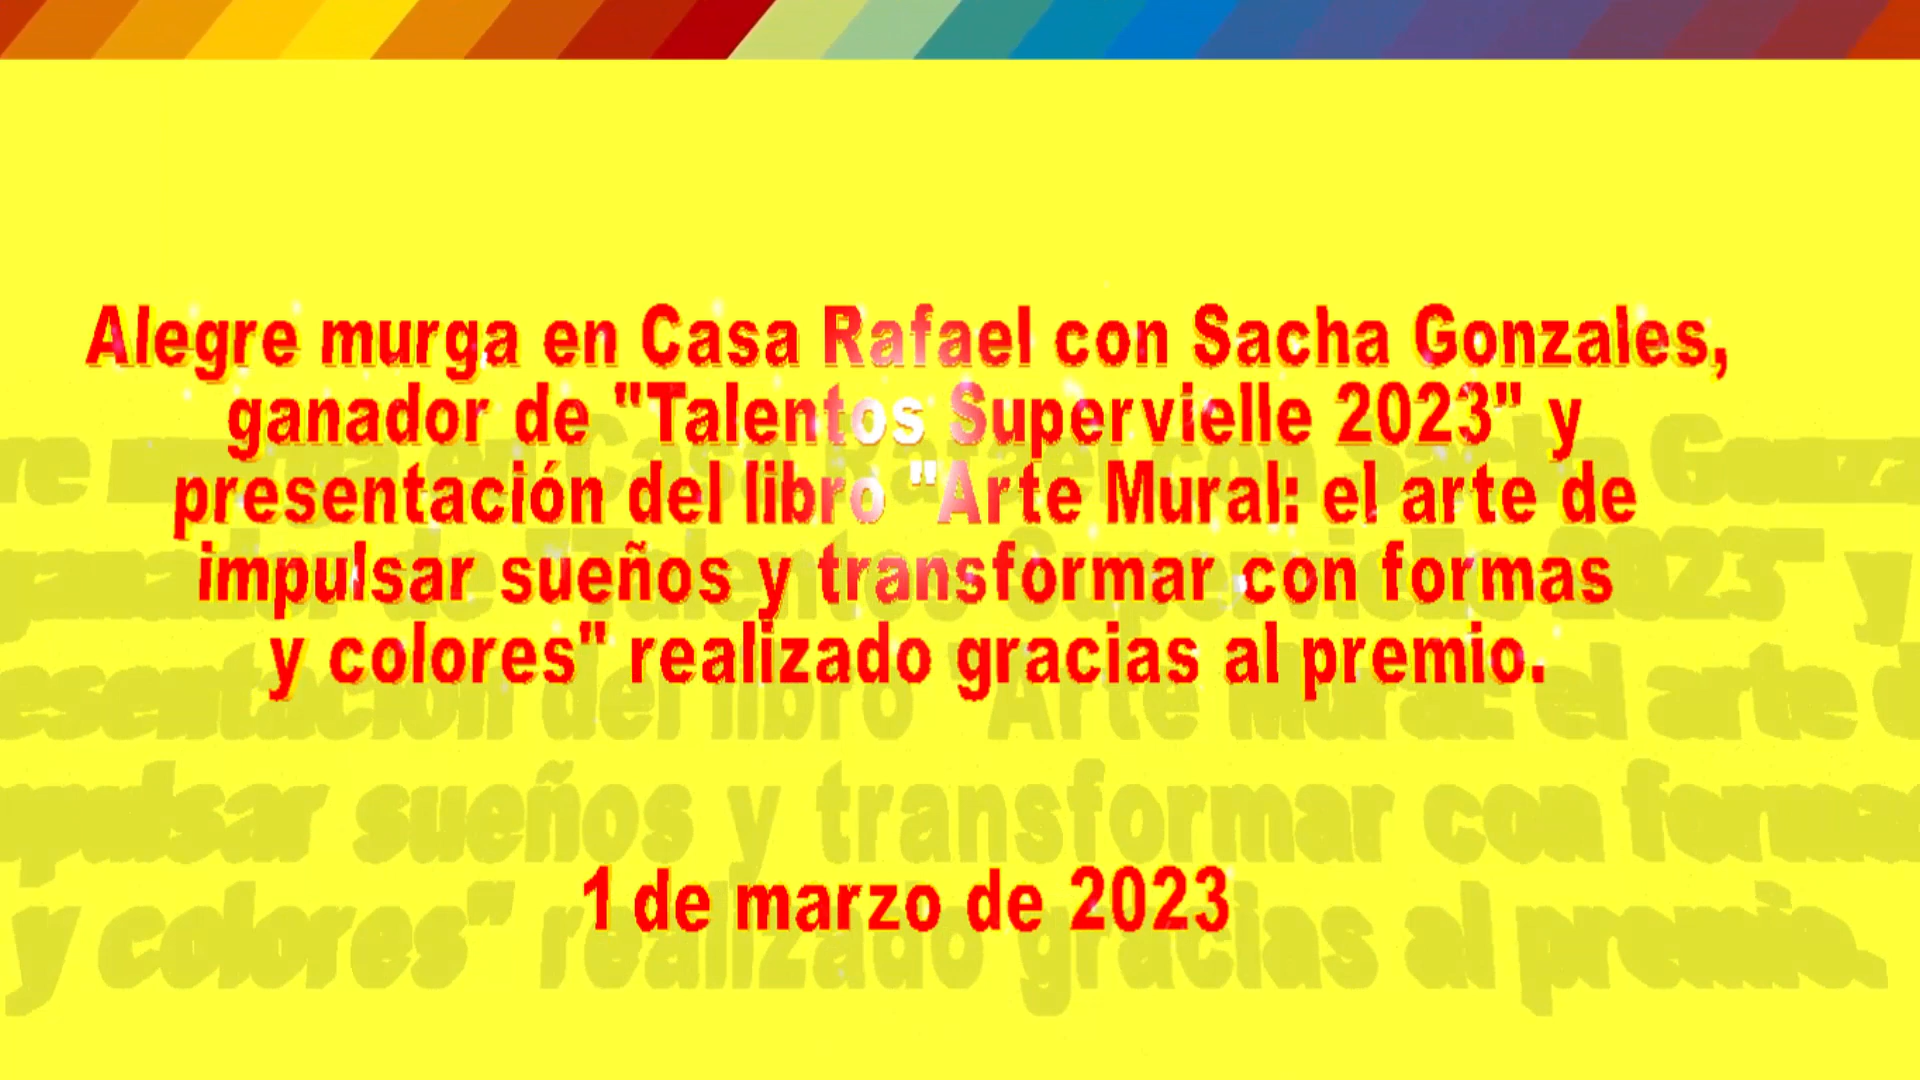 Alegre murga en Casa Rafael con Sacha Gonzales,
ganador de "Talentos Supervielle 2023" y
presentación del libro "Arte Mural: el arte de
impulsar sueños y transformar con formas
y colores" realizado gracias al premio.
1 de marzo de 2023